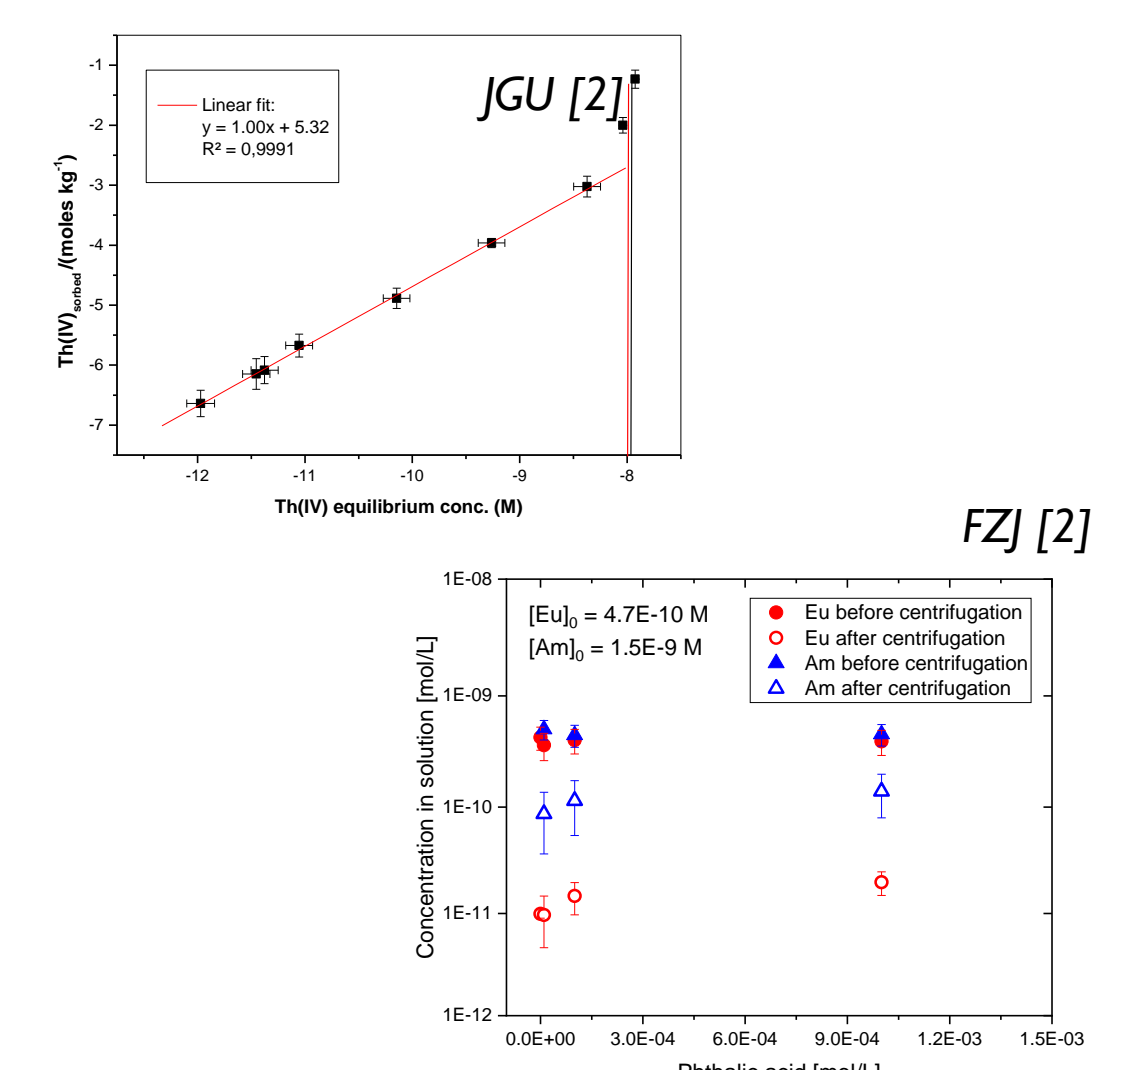 JGU [2]
Linear fit:
y = 1.00x + 5.32
R² = 0,9991
-1
-2
-3
-4
-5
-6
-7
Th(IV)sorbed /(moles kg-1)
-12 -11 -10 -9 -8
Th(IV) equilibrium conc. (M)
FZJ [2]
1E-08
1E-09
1E-10
1E-11
1E-12
Concentration in solution [mol/L]
[Eu]0 = 4.7E-10 M
[Am]0 = 1.5E-9 M
Eu before centrifugation
Eu after centrifugation
Am before centrifugation
Am after centrifugation
0.0E+00 3.0E-04 6.0E-04 9.0E-04 1.2E-03 1.5E-03
Phthalic acid [mol/L]